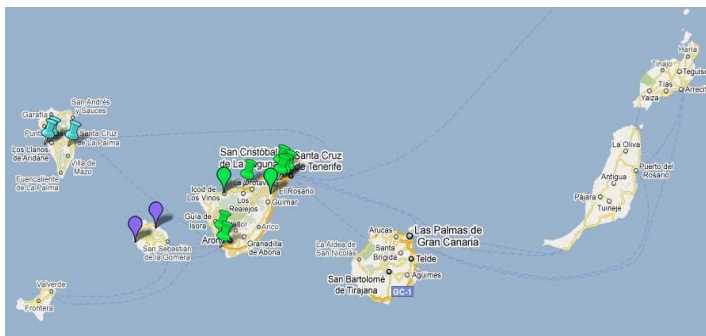 Haría
Tinajo
Teguise
Tías
Arrecife
Yaiza
San Andrés
y Sauces
Garafía
Santa Cruz
de La Palma
Los Llanos
de Aridane
Villa de
Mazo
Fuencaliente
de La Palma
San Cristóbal
de La Laguna
Santa Cruz
de Tenerife
La Orotava
El Rosario
Icod de
Los Vinos
Los
Realejos
Güímar
Guía de
Isora
Arico
Arona
Granadilla
de Abona
San Sebastián
de la Gomera
Valverde
Frontera
La Oliva
Puerto del
Rosario
Antigua
Pájara
Tuineje
Arucas
Las Palmas de
Gran Canaria
La Aldea de
San Nicolás
Santa
Brígida
Telde
Agüimes
San Bartolomé
de Tirajana
GC-1